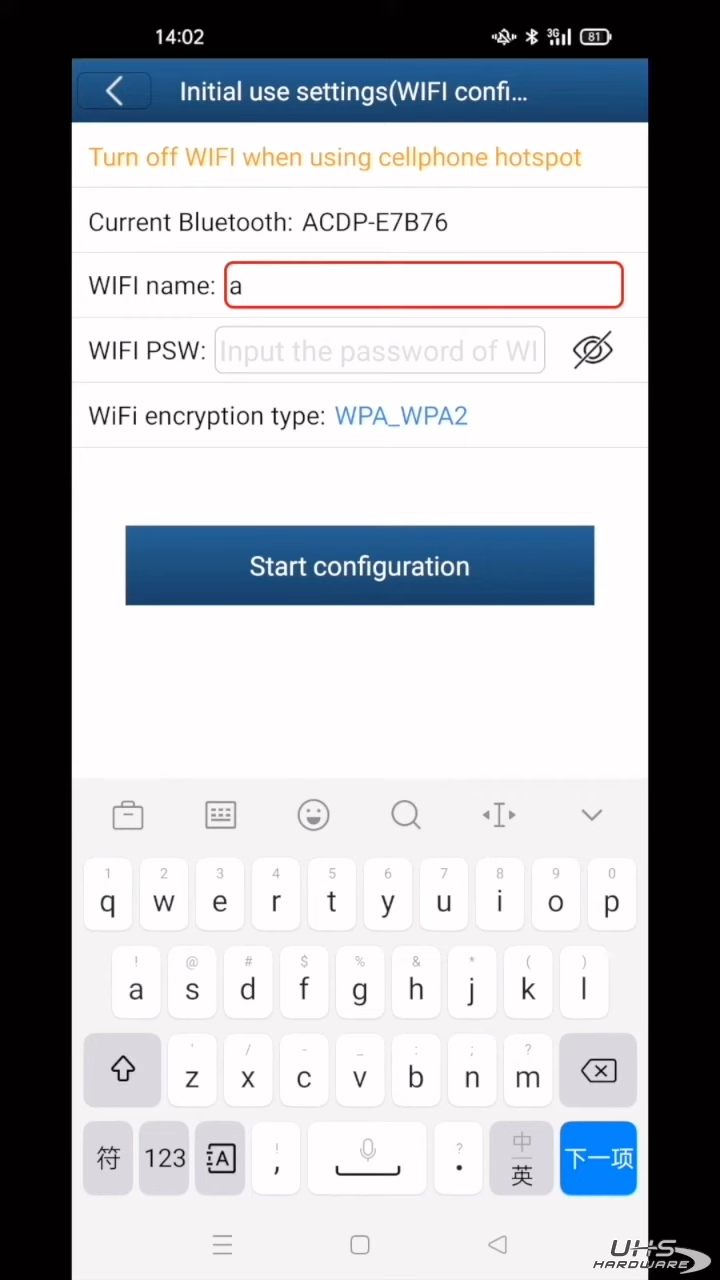 14:02 3G 81
Initial use settings(WIFI confi...
Turn off WIFI when using cellphone hotspot
Current Bluetooth: ACDP-E7B76
WIFI name: a
WIFI PSW: Input the password of WI
WiFi encryption type: WPA_WPA2
Start configuration
1 2 3 4 5 6 7 8 9 0
q w e r t y u i o p
! @ # $ % & * ( )
a s d f g h j k l
' / - _ : ; ?
z x c v b n m
符 123 A ! , ? . 中 英 下一项
UHS
HARDWARE